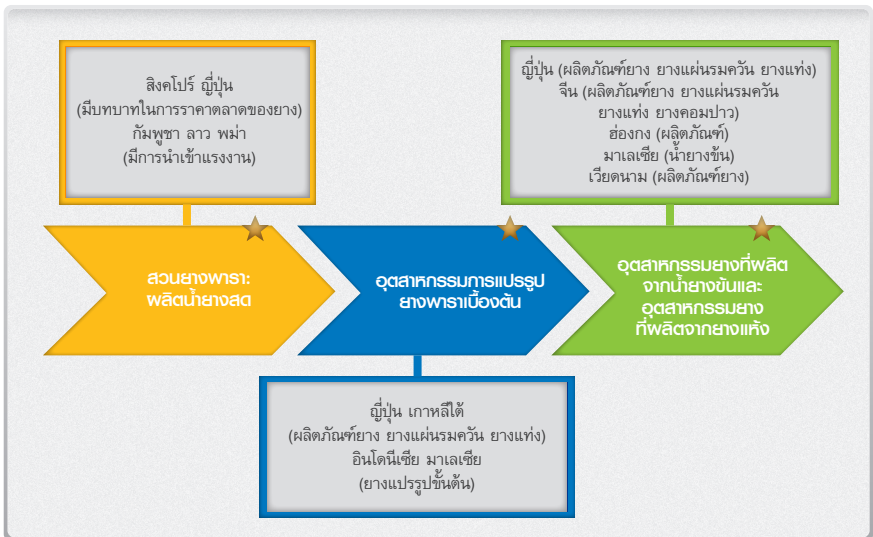 สิงคโปร์ ญี่ปุ่น
(มีบทบาทในการราคาตลาดของยาง)
กัมพูชา ลาว พม่า
(มีการนำเข้าแรงงาน)
ญี่ปุ่น (ผลิตภัณฑ์ยาง ยางแผ่นรมควัน ยางแท่ง)
จีน (ผลิตภัณฑ์ยาง ยางแผ่นรมควัน
ยางแท่ง ยางคอมปาว)
ฮ่องกง (ผลิตภัณฑ์)
มาเลเซีย (น้ำยางข้น)
เวียดนาม (ผลิตภัณฑ์ยาง)
สวนยางพารา:
ผลิตน้ำยางสด
อุตสาหกรรมการแปรรูป
ยางพาราเบื้องต้น
อุตสาหกรรมยางที่ผลิต
จากน้ำยางข้นและ
อุตสาหกรรมยาง
ที่ผลิตจากยางแห้ง
ญี่ปุ่น เกาหลีใต้
(ผลิตภัณฑ์ยาง ยางแผ่นรมควัน ยางแท่ง)
อินโดนีเซีย มาเลเซีย
(ยางแปรรูปขั้นต้น)